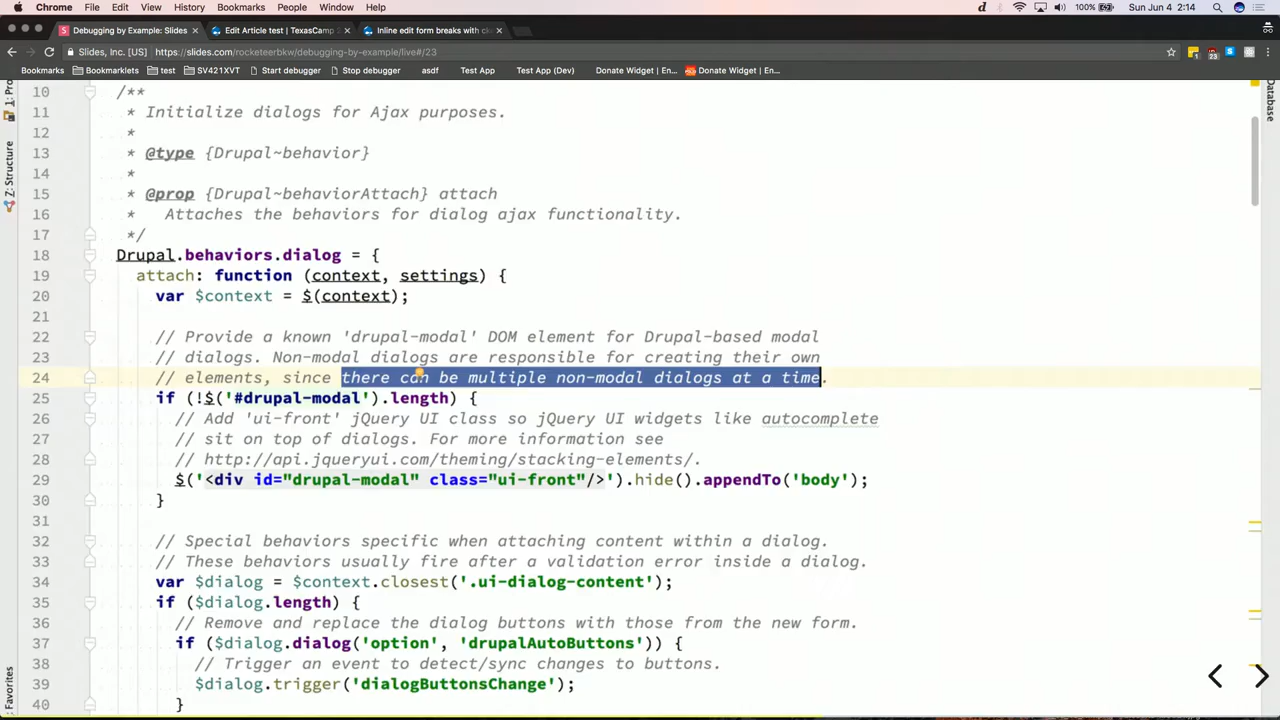 Chrome File Edit View History Bookmarks People Window Help 100% Sun Jun 4 2:14
Debugging by Example: Slides Edit Article test | TexasCamp Inline edit form breaks with
Slides, Inc. [US] https://slides.com/rocketeerbkw/debugging-by-example/live#/23
Bookmarks Bookmarklets test SV421XVT Start debugger Stop debugger asdf Test App Test App (Dev) Donate Widget | En... Donate Widget | En...
10 /**
11 * Initialize dialogs for Ajax purposes.
12 *
13 * @type {Drupal~behavior}
14 *
15 * @prop {Drupal~behaviorAttach} attach
16 * Attaches the behaviors for dialog ajax functionality.
17 */
18 Drupal.behaviors.dialog = {
19 attach: function (context, settings) {
20 var $context = $(context);
21
22 // Provide a known 'drupal-modal' DOM element for Drupal-based modal
23 // dialogs. Non-modal dialogs are responsible for creating their own
24 // elements, since there can be multiple non-modal dialogs at a time.
25 if (!$('#drupal-modal').length) {
26 // Add 'ui-front' jQuery UI class so jQuery UI widgets like autocomplete
27 // sit on top of dialogs. For more information see
28 // http://api.jqueryui.com/theming/stacking-elements/.
29 $('<div id="drupal-modal" class="ui-front"/>').hide().appendTo('body');
30 }
31
32 // Special behaviors specific when attaching content within a dialog.
33 // These behaviors usually fire after a validation error inside a dialog.
34 var $dialog = $context.closest('.ui-dialog-content');
35 if ($dialog.length) {
36 // Remove and replace the dialog buttons with those from the new form.
37 if ($dialog.dialog('option', 'drupalAutoButtons')) {
38 // Trigger an event to detect/sync changes to buttons.
39 $dialog.trigger('dialogButtonsChange');
40 }
Z: Structure
Favorites
Database